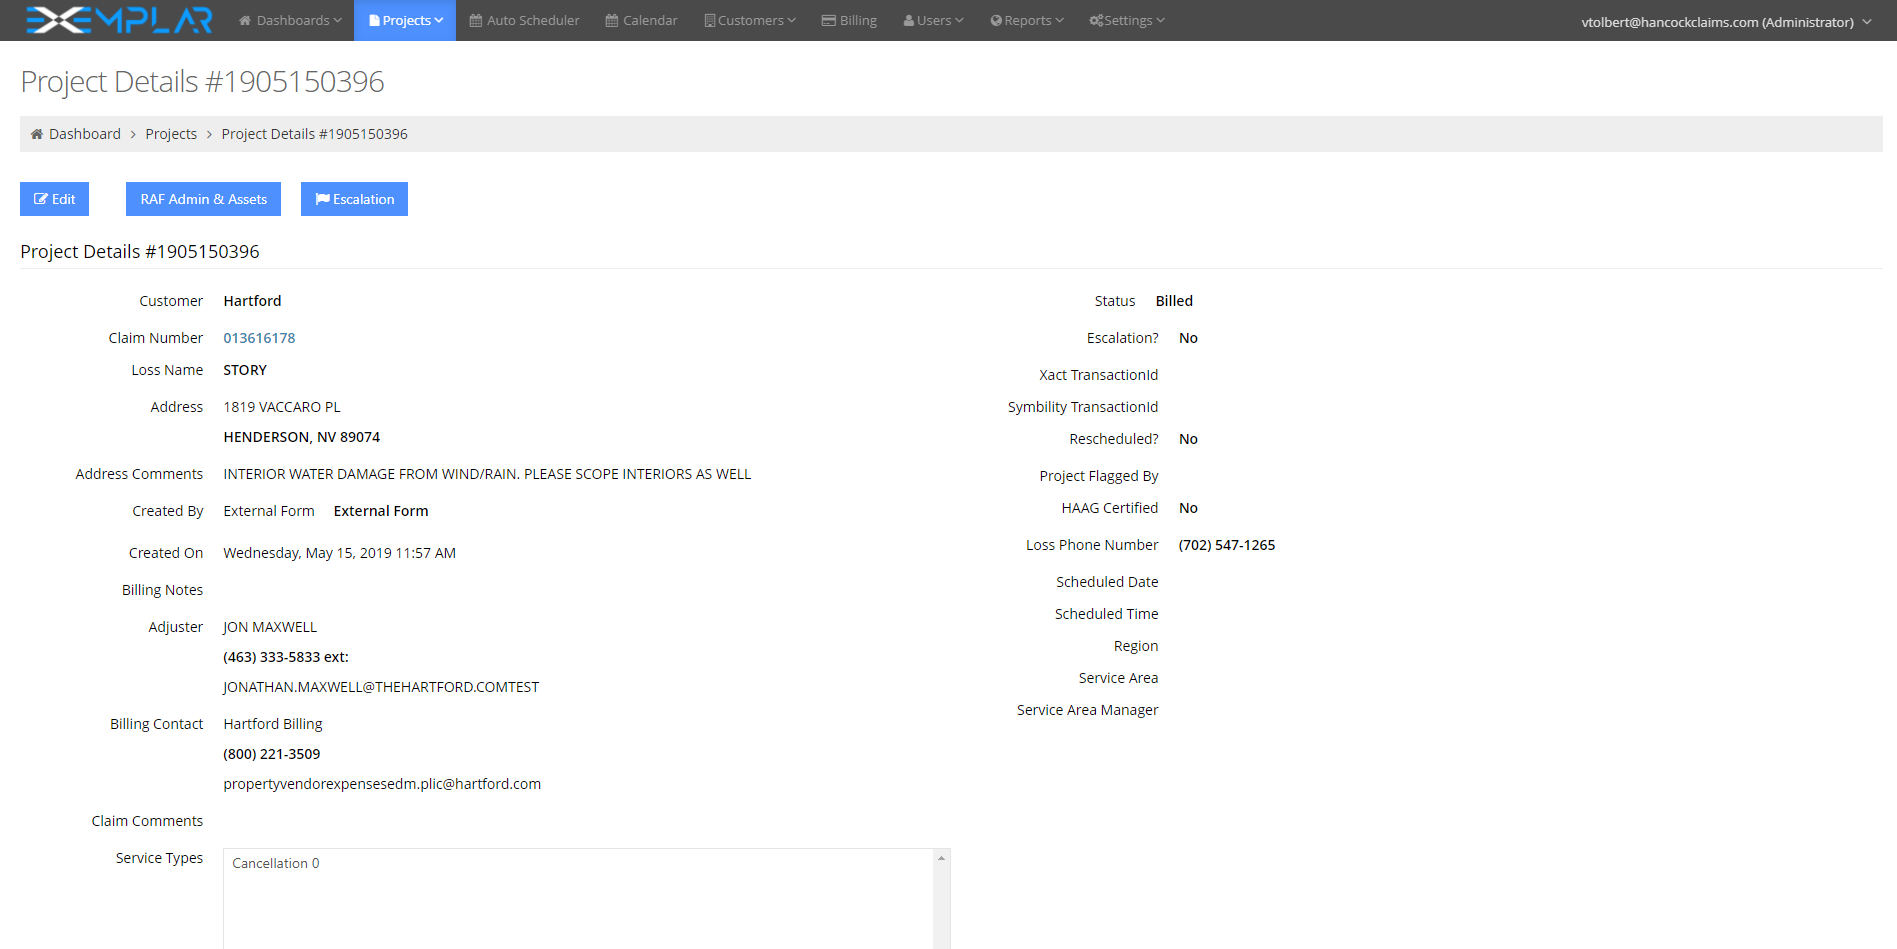 EXEMPLAR
Dashboards
Projects
Auto Scheduler
Calendar
Customers
Billing
Users
Reports
Settings
vtolbert@hancockclaims.com (Administrator)
Project Details #1905150396
Dashboard > Projects > Project Details #1905150396
Edit
RAF Admin & Assets
Escalation
Project Details #1905150396
Customer Hartford
Claim Number 013616178
Loss Name STORY
Address 1819 VACCARO PL
HENDERSON, NV 89074
Address Comments INTERIOR WATER DAMAGE FROM WIND/RAIN. PLEASE SCOPE INTERIORS AS WELL
Created By External Form External Form
Created On Wednesday, May 15, 2019 11:57 AM
Billing Notes
Adjuster JON MAXWELL
(463) 333-5833 ext:
JONATHAN.MAXWELL@THEHARTFORD.COMTEST
Billing Contact Hartford Billing
(800) 221-3509
propertyvendorexpensesedm.plic@hartford.com
Claim Comments
Service Types Cancellation 0
Status Billed
Escalation? No
Xact TransactionId
Symbility TransactionId
Rescheduled? No
Project Flagged By
HAAG Certified No
Loss Phone Number (702) 547-1265
Scheduled Date
Scheduled Time
Region
Service Area
Service Area Manager